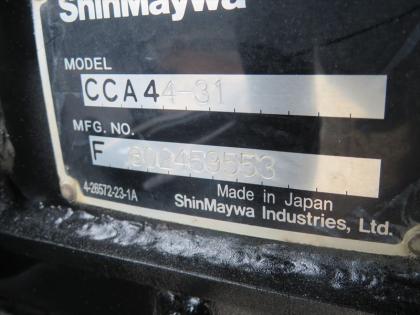 ShinMaywa
MODEL
CCA44-31
MFG. NO.
F
4-26572-23-1A
Made in Japan
ShinMaywa Industries, Ltd.